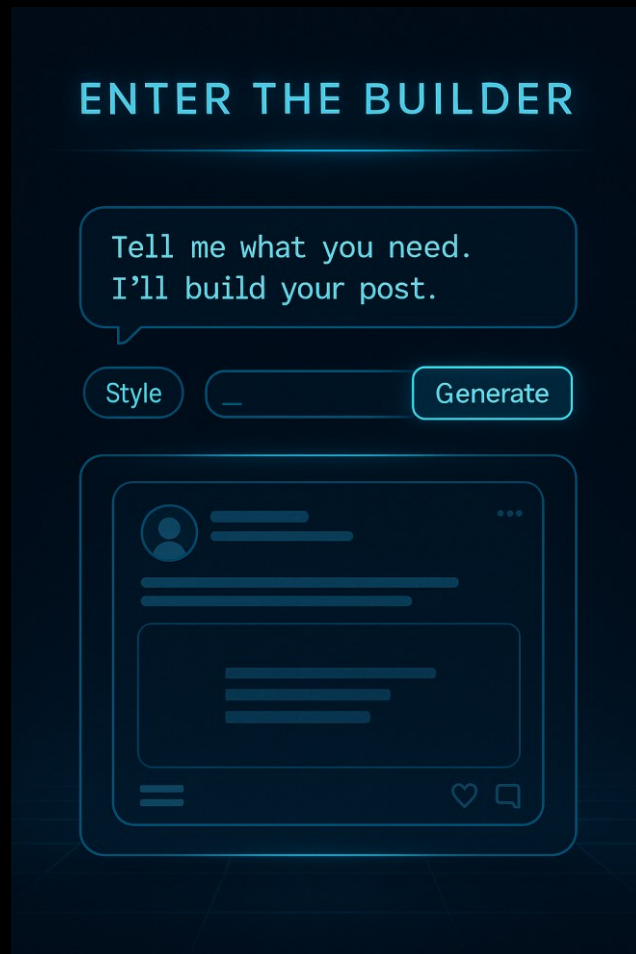 ENTER THE BUILDER
Tell me what you need.
I’ll build your post.
Style
_
Generate